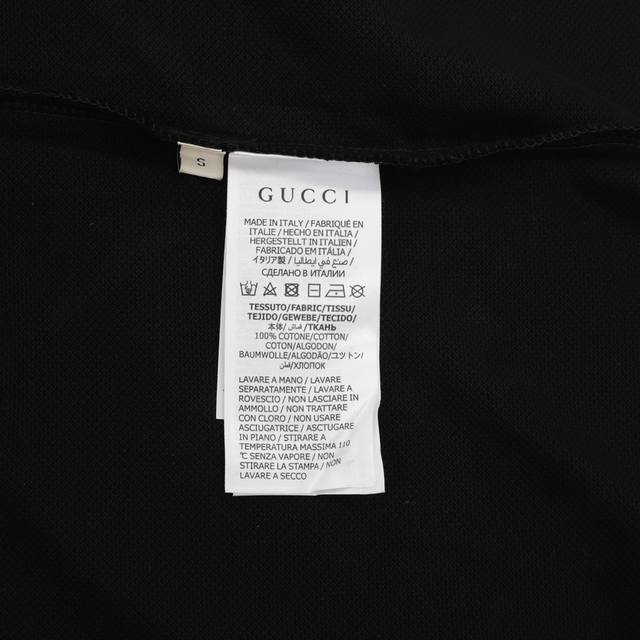 S
GUCCI
MADE IN ITALY / FABRIQUÉ EN
ITALIE / HECHO EN ITALIA /
HERGESTELLT IN ITALIEN /
FABRICADO EM ITÁLIA /
イタリア製 / صنع في إيطاليا /
СДЕЛАНО В ИТАЛИИ
TESSUTO/FABRIC/TISSU/
TEJIDO/GEWEBE/TECIDO/
本体/قماش/ТКАНЬ
100% COTONE/COTTON/
COTON/ALGODON/
BAUMWOLLE/ALGODÃO/コットン/
قطن/ХЛОПОК
LAVARE A MANO / LAVARE
SEPARATAMENTE / LAVARE A
ROVESCIO / NON LASCIARE IN
AMMOLLO / NON TRATTARE
CON CLORO / NON USARE
ASCIUGATRICE / ASCTUGARE
IN PIANO / STIRARE A
TEMPERATURA MASSIMA 110
℃ SENZA VAPORE / NON
STIRARE LA STAMPA / NON
LAVARE A SECCO